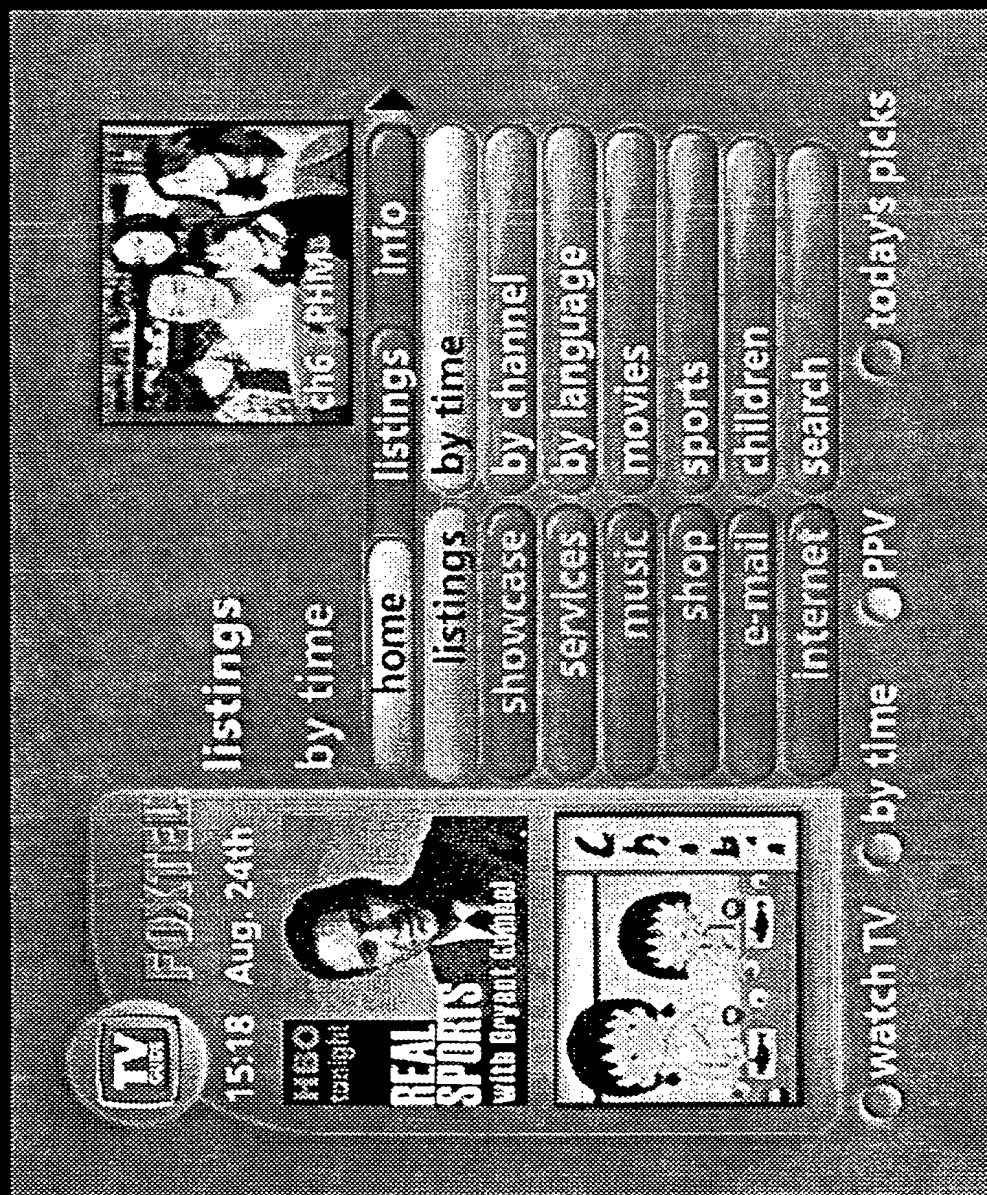 TV
GUIDE
FOXTEL
15:18 Aug. 24th
listings
by time
ch6
HBO
tonight
REAL
SPORTS
with Bryant Gumbel
home listings info
listings by time
showcase by channel
services by language
music movies
shop sports
e-mail children
internet search
watch TV by time PPV today's picks